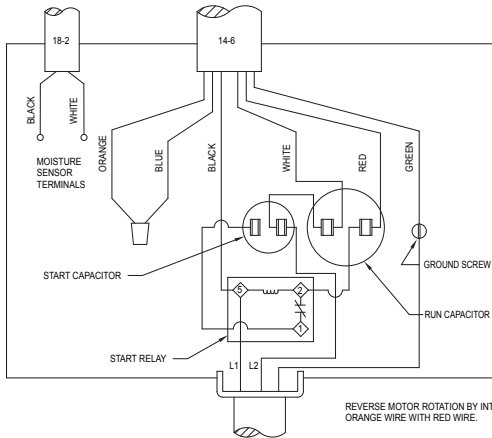 18-2
14-6
BLACK
WHITE
ORANGE
BLUE
BLACK
WHITE
RED
GREEN
MOISTURE
SENSOR
TERMINALS
START CAPACITOR
GROUND SCREW
RUN CAPACITOR
5
2
1
START RELAY
L1
L2
REVERSE MOTOR ROTATION BY
ORANGE WIRE WITH RED WIRE.